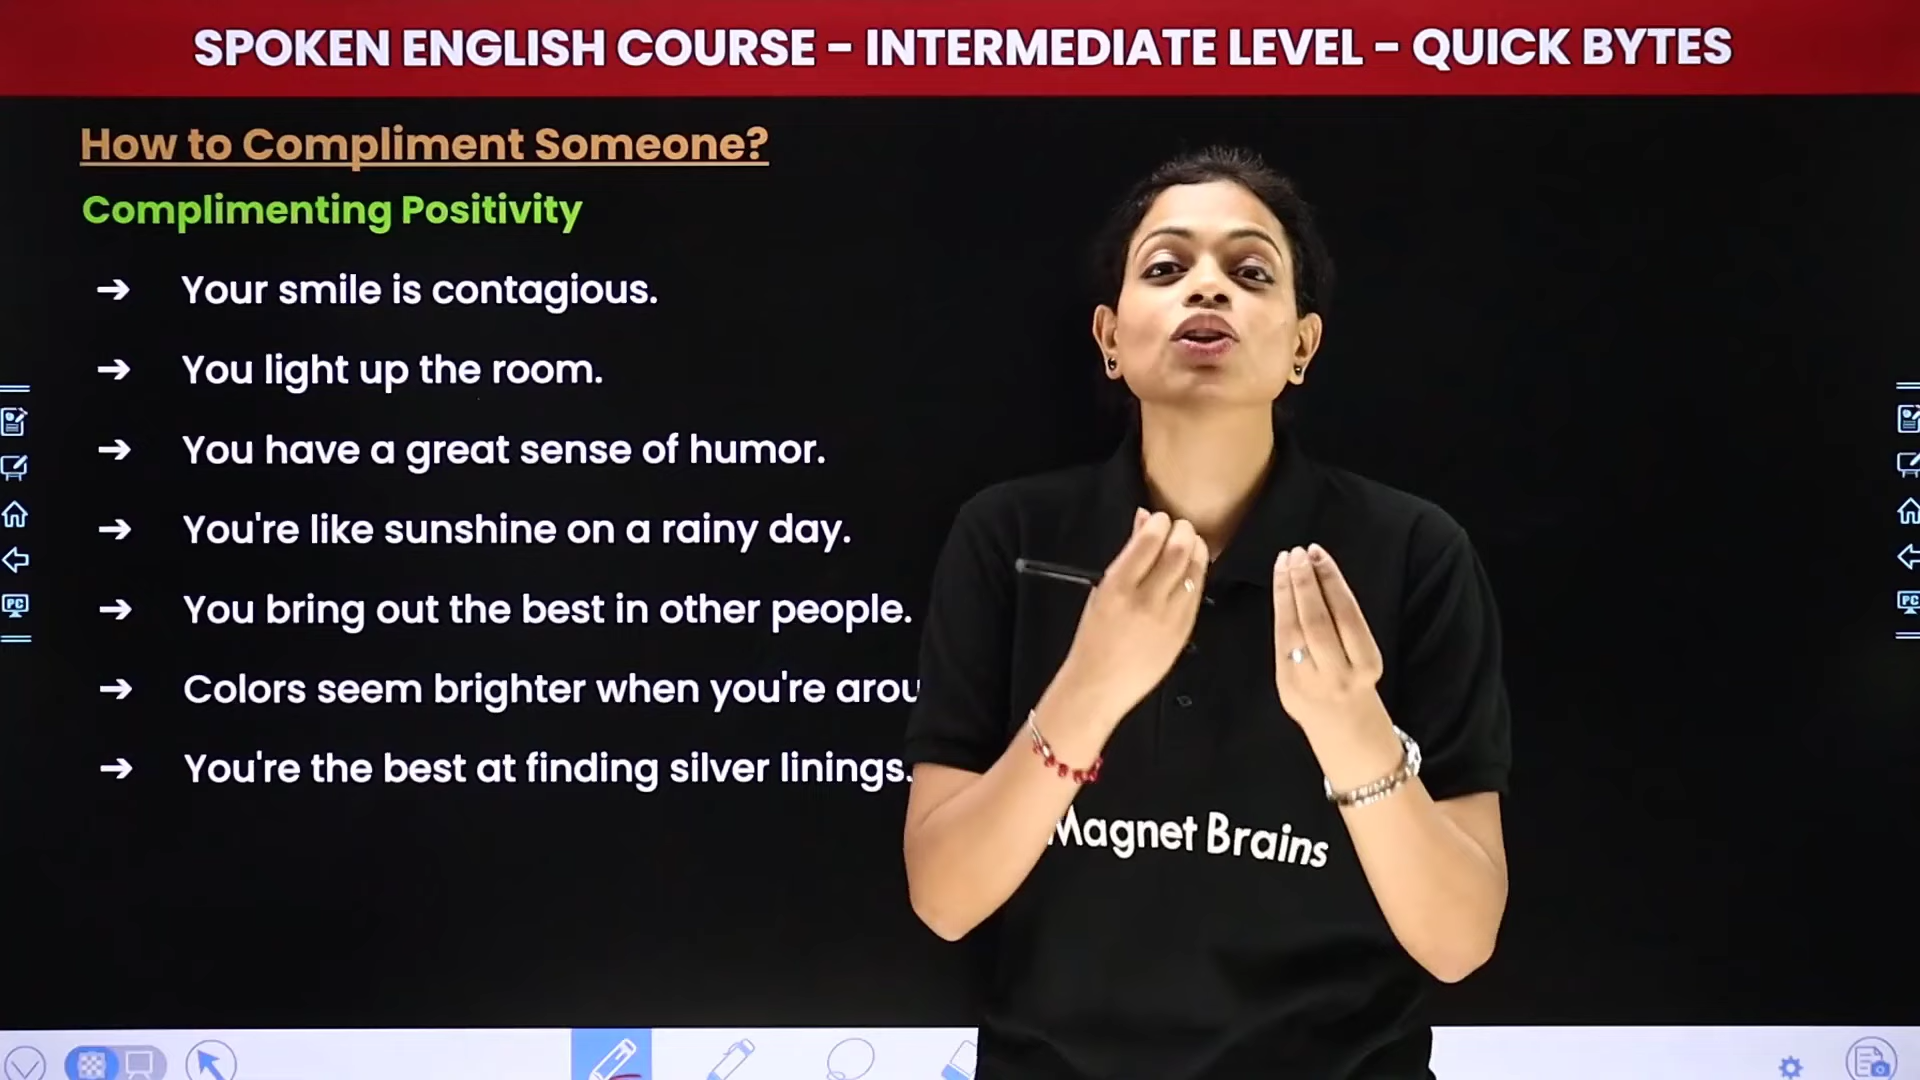 SPOKEN ENGLISH COURSE - INTERMEDIATE LEVEL - QUICK BYTES
How to Compliment Someone?
Complimenting Positivity
➔ Your smile is contagious.
➔ You light up the room.
➔ You have a great sense of humor.
➔ You're like sunshine on a rainy day.
➔ You bring out the best in other people.
➔ Colors seem brighter when you're arou
➔ You're the best at finding silver linings.
Magnet Brains
PC
PC